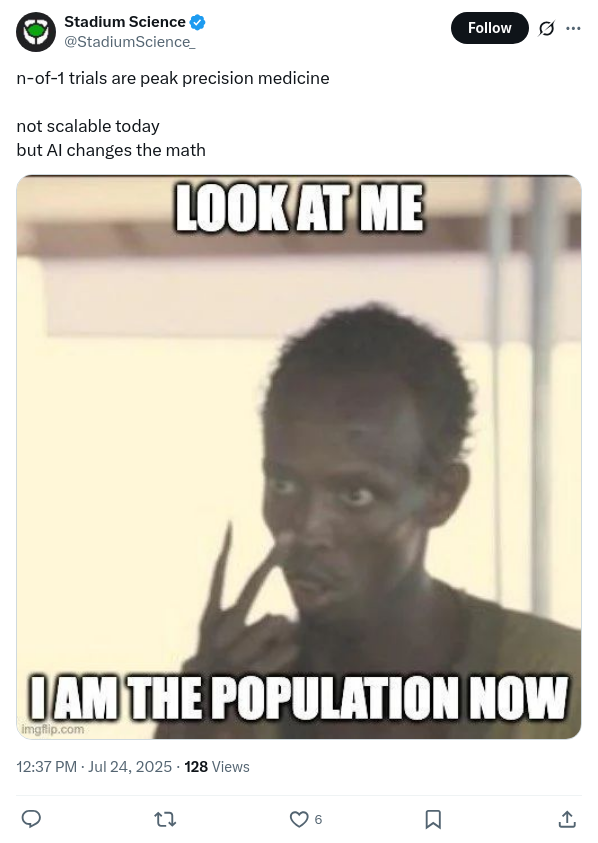 Stadium Science
@StadiumScience_
Follow
n-of-1 trials are peak precision medicine
not scalable today
but AI changes the math
LOOK AT ME
I AM THE POPULATION NOW
imgflip.com
12:37 PM · Jul 24, 2025 · 128 Views
6